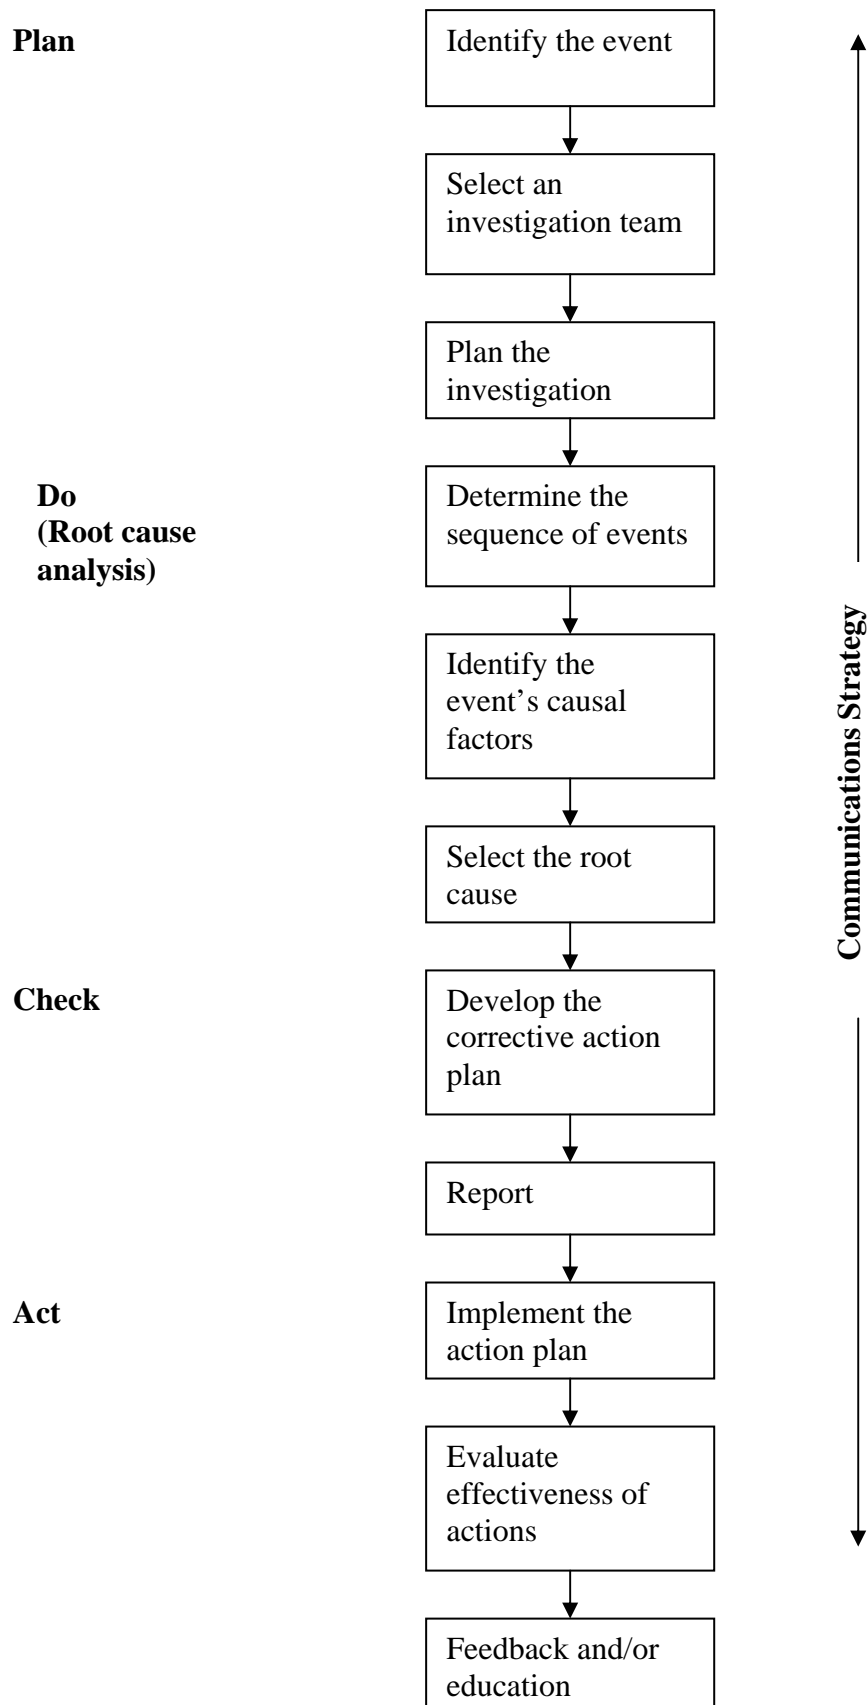 Plan
Identify the event
Select an
investigation team
Plan the
investigation
Do
(Root cause
analysis)
Determine the
sequence of events
Identify the
event’s causal
factors
Select the root
cause
Check
Develop the
corrective action
plan
Report
Act
Implement the
action plan
Evaluate
effectiveness of
actions
Feedback and/or
education
Communications Strategy